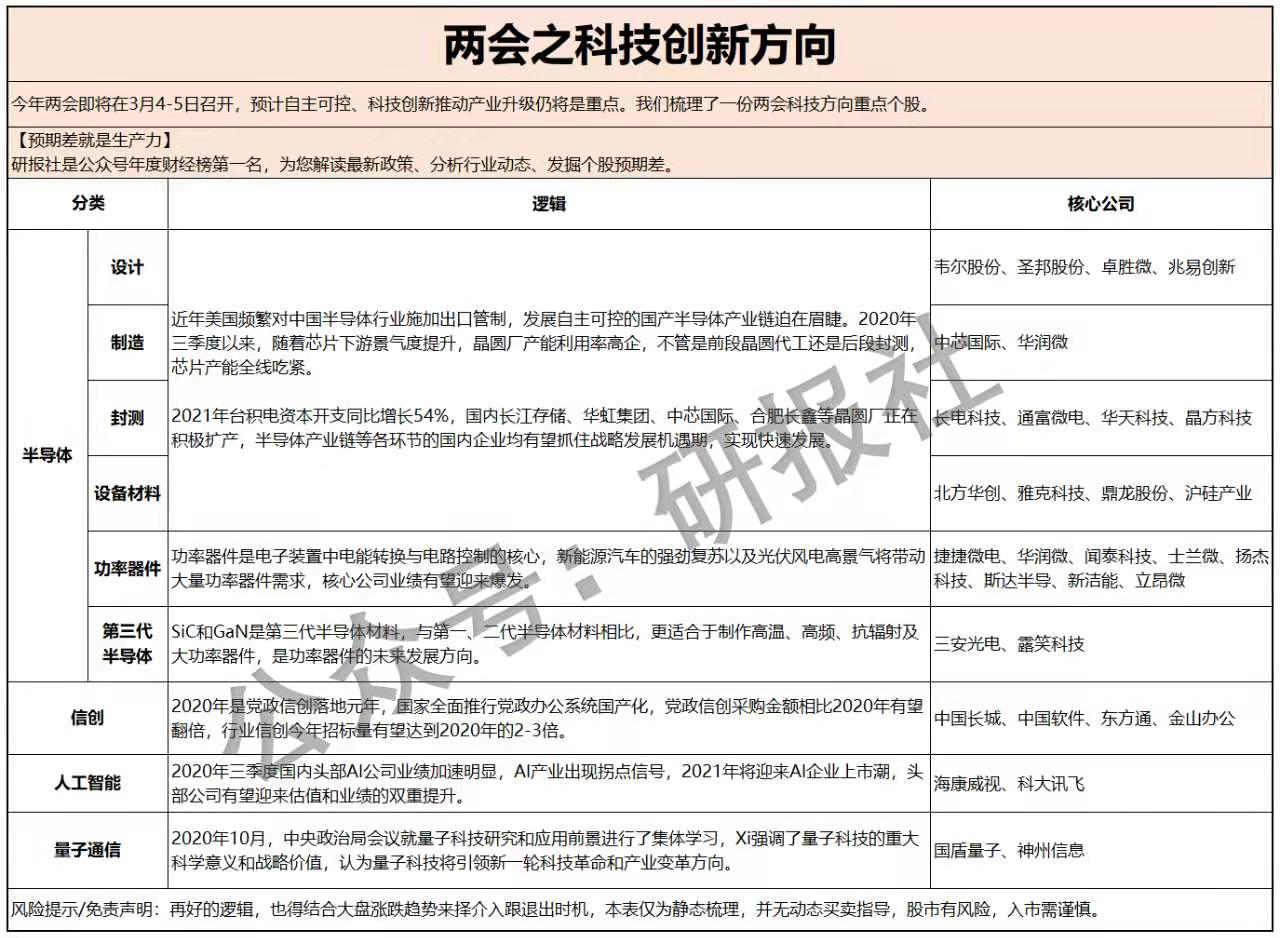 两会之科技创新方向
今年两会即将在3月4-5日召开，预计自主可控、科技创新推动产业升级仍将是重点。我们梳理了一份两会科技方向重点个股。
【预期差就是生产力】
研报社是公众号年度财经榜第一名，为您解读最新政策、分析行业动态、发掘个股预期差。
分类
逻辑
核心公司
半导体
设计
韦尔股份、圣邦股份、卓胜微、兆易创新
制造
中芯国际、华润微
封测
长电科技、通富微电、华天科技、晶方科技
设备材料
北方华创、雅克科技、鼎龙股份、沪硅产业
近年美国频繁对中国半导体行业施加出口管制，发展自主可控的国产半导体产业链迫在眉睫。2020年
三季度以来，随着芯片下游景气度提升，晶圆厂产能利用率高企，不管是前段晶圆代工还是后段封测，
芯片产能全线吃紧。
2021年台积电资本开支同比增长54%，国内长江存储、华虹集团、中芯国际、合肥长鑫等晶圆厂正在
积极扩产，半导体产业链等各环节的国内企业均有望抓住战略发展机遇期，实现快速发展。
功率器件
功率器件是电子装置中电能转换与电路控制的核心，新能源汽车的强劲复苏以及光伏风电高景气将带动
大量功率器件需求，核心公司业绩有望迎来爆发。
捷捷微电、华润微、闻泰科技、士兰微、扬杰
科技、斯达半导、新洁能、立昂微
第三代
半导体
SiC和GaN是第三代半导体材料，与第一、二代半导体材料相比，更适合于制作高温、高频、抗辐射及
大功率器件，是功率器件的未来发展方向。
三安光电、露笑科技
信创
2020年是党政信创落地元年，国家全面推行党政办公系统国产化，党政信创采购金额相比2020年有望
翻倍，行业信创今年招标量有望达到2020年的2-3倍。
中国长城、中国软件、东方通、金山办公
人工智能
2020年三季度国内头部AI公司业绩加速明显，AI产业出现拐点信号，2021年将迎来AI企业上市潮，头
部公司有望迎来估值和业绩的双重提升。
海康威视、科大讯飞
量子通信
2020年10月，中央政治局会议就量子科技研究和应用前景进行了集体学习，Xi强调了量子科技的重大
科学意义和战略价值，认为量子科技将引领新一轮科技革命和产业变革方向。
国盾量子、神州信息
风险提示/免责声明：再好的逻辑，也得结合大盘涨跌趋势来择介入跟退出时机，本表仅为静态梳理，并无动态买卖指导，股市有风险，入市需谨慎。
公众号：研报社